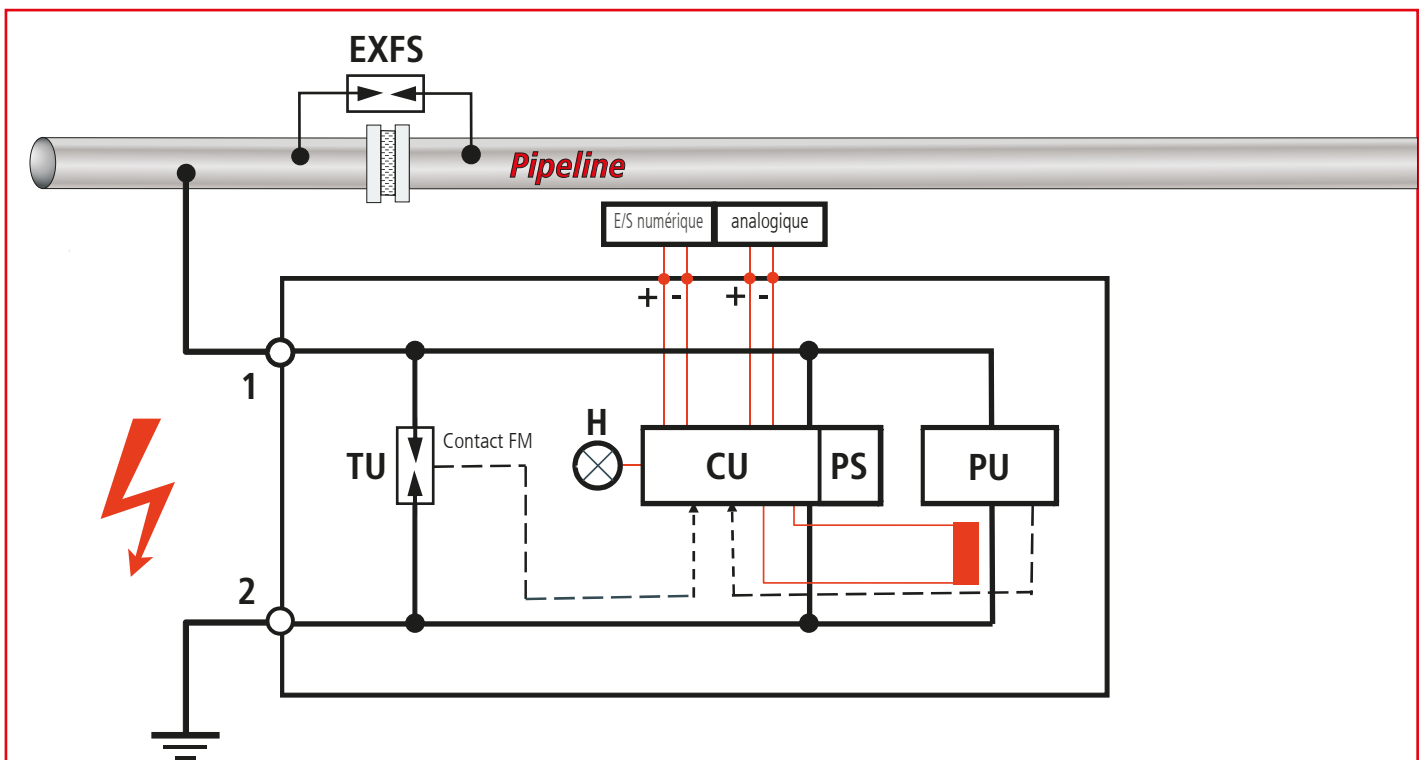 EXFS
Pipeline
E/S numérique
analogique
+ - + -
1
H
Contact FM
TU
CU
PS
PU
2